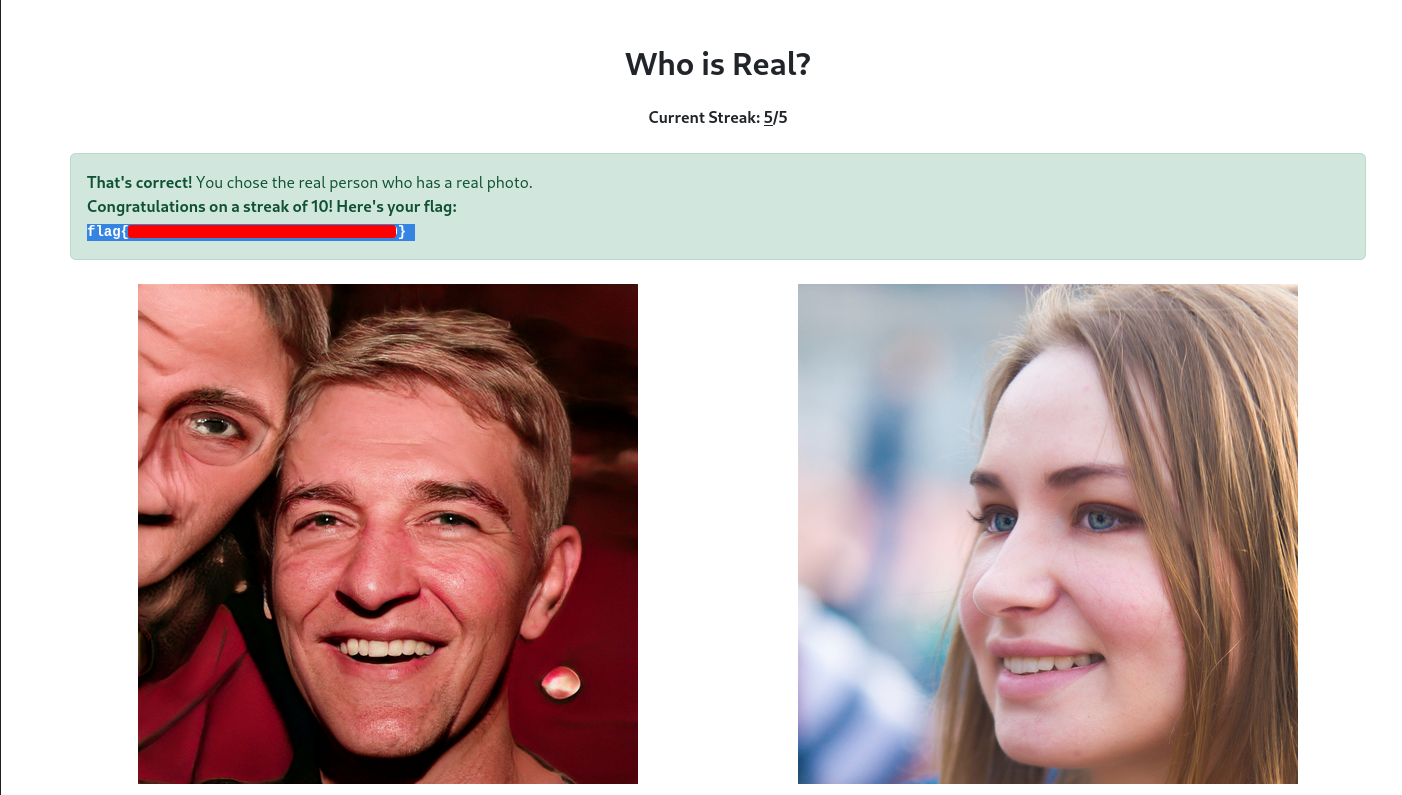 Who is Real?
Current Streak: 5/5
That's correct! You chose the real person who has a real photo.
Congratulations on a streak of 10! Here's your flag:
flag{ }